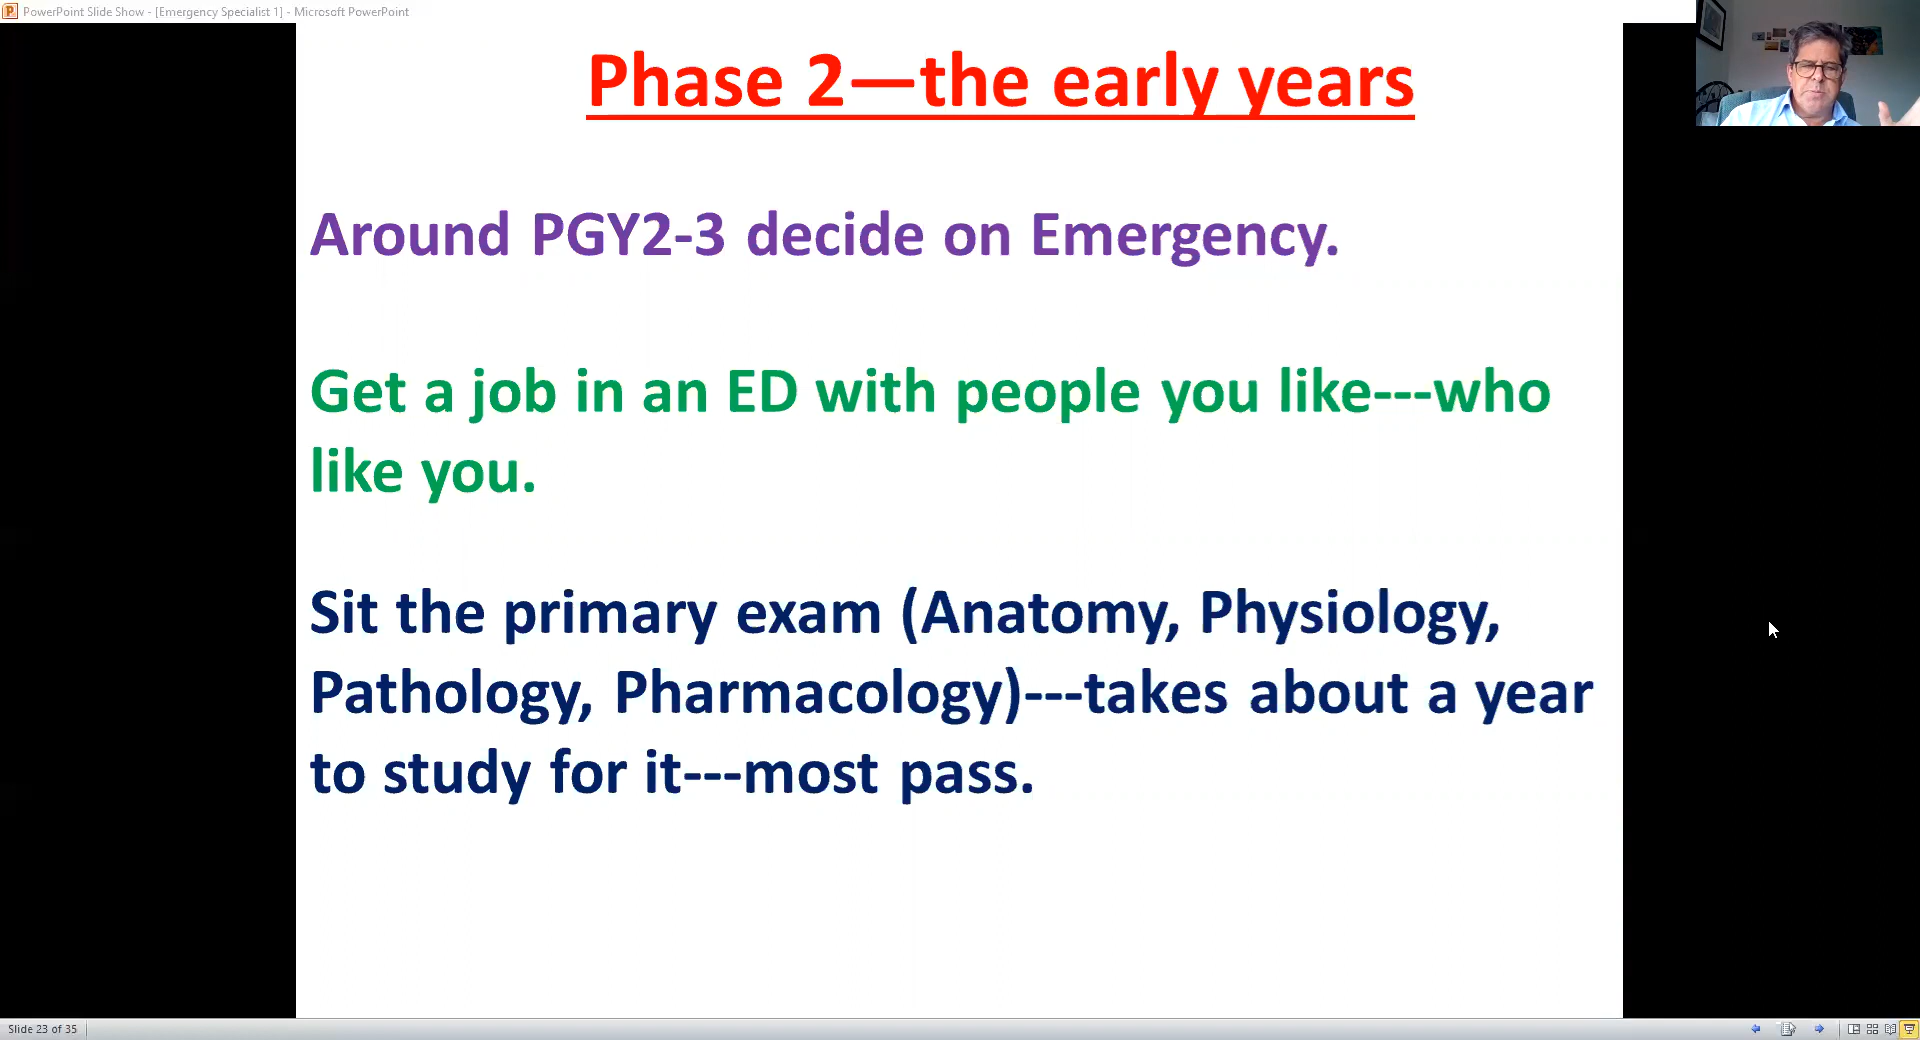 PowerPoint Slide Show - [Emergency Specialist 1] - Microsoft PowerPoint
Phase 2—the early years
Around PGY2-3 decide on Emergency.
Get a job in an ED with people you like---who
like you.
Sit the primary exam (Anatomy, Physiology,
Pathology, Pharmacology)---takes about a year
to study for it---most pass.
Slide 23 of 35